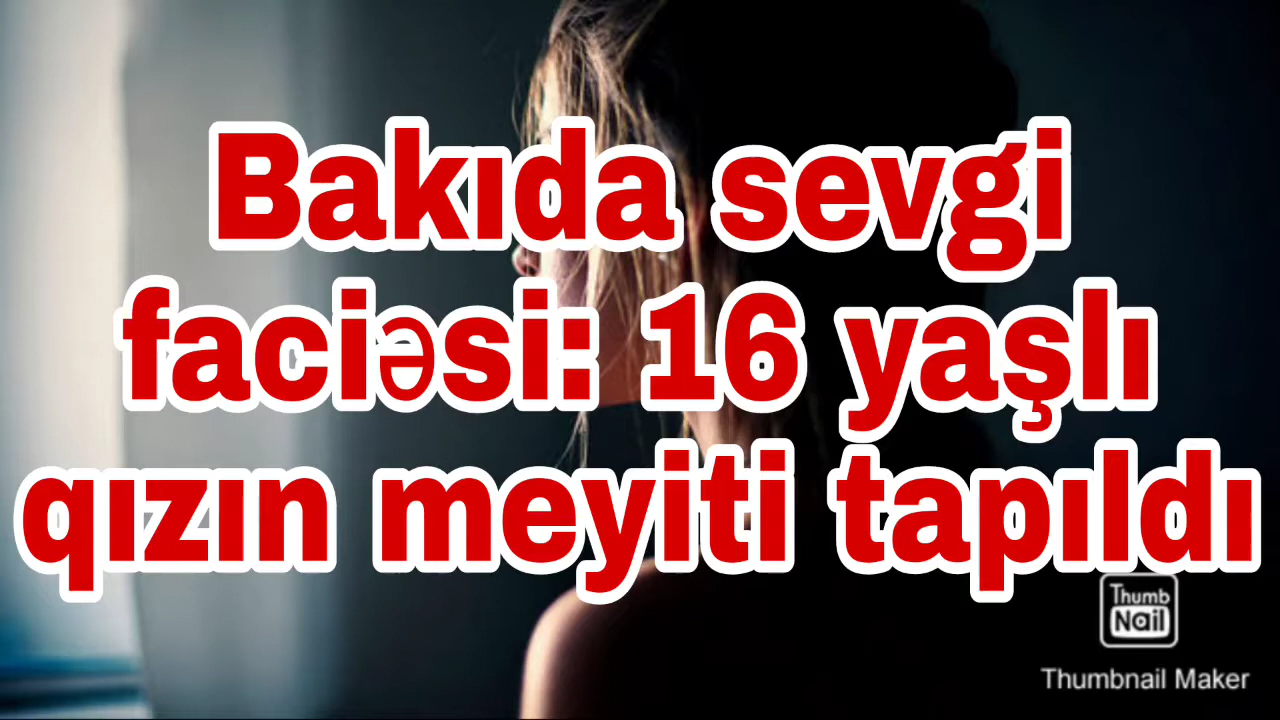 Bakıda sevgi
faciəsi: 16 yaşlı
qızın meyiti tapıldı
Thumb
Nail
Thumbnail Maker